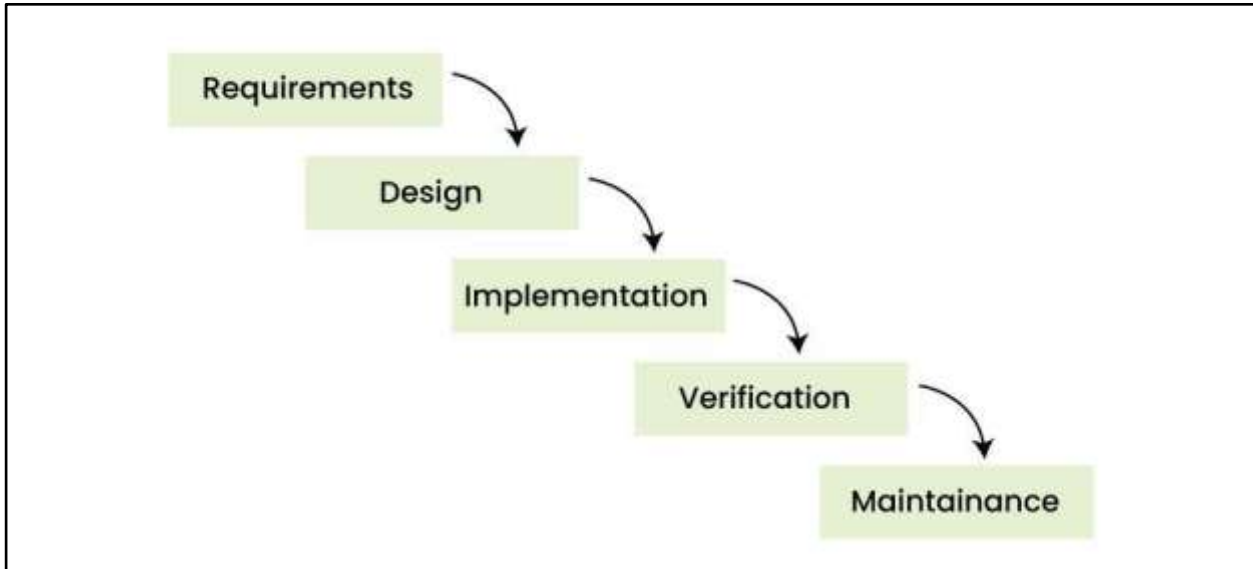 Requirements
Design
Implementation
Verification
Maintainance